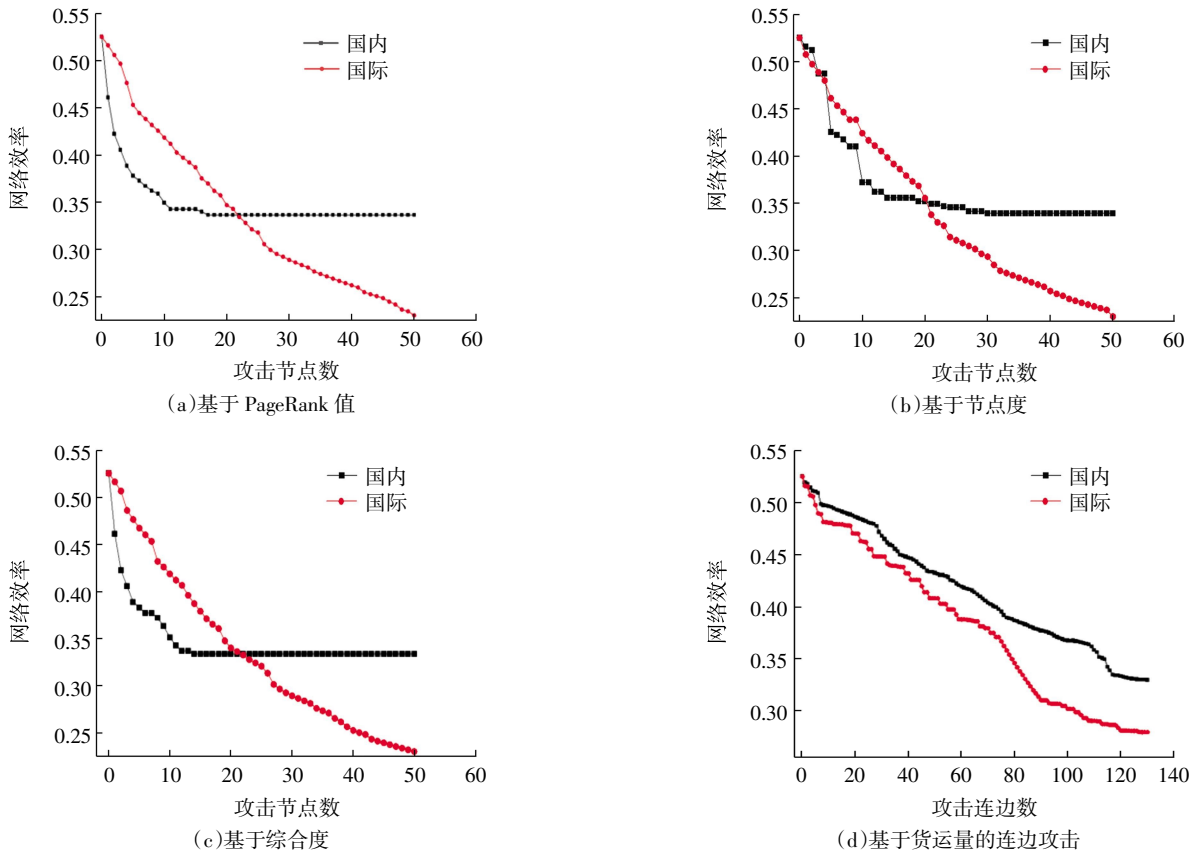 0.55
0.50
0.45
0.40
0.35
0.30
0.25
网络效率
国内
国际
0 10 20 30 40 50 60
攻击节点数
(a)基于 PageRank 值
0.55
0.50
0.45
0.40
0.35
0.30
0.25
网络效率
国内
国际
0 10 20 30 40 50 60
攻击节点数
(b)基于节点度
0.55
0.50
0.45
0.40
0.35
0.30
0.25
网络效率
国内
国际
0 10 20 30 40 50 60
攻击节点数
(c)基于综合度
0.55
0.50
0.45
0.40
0.35
0.30
网络效率
国内
国际
0 20 40 60 80 100 120 140
攻击连边数
(d)基于货运量的连边攻击